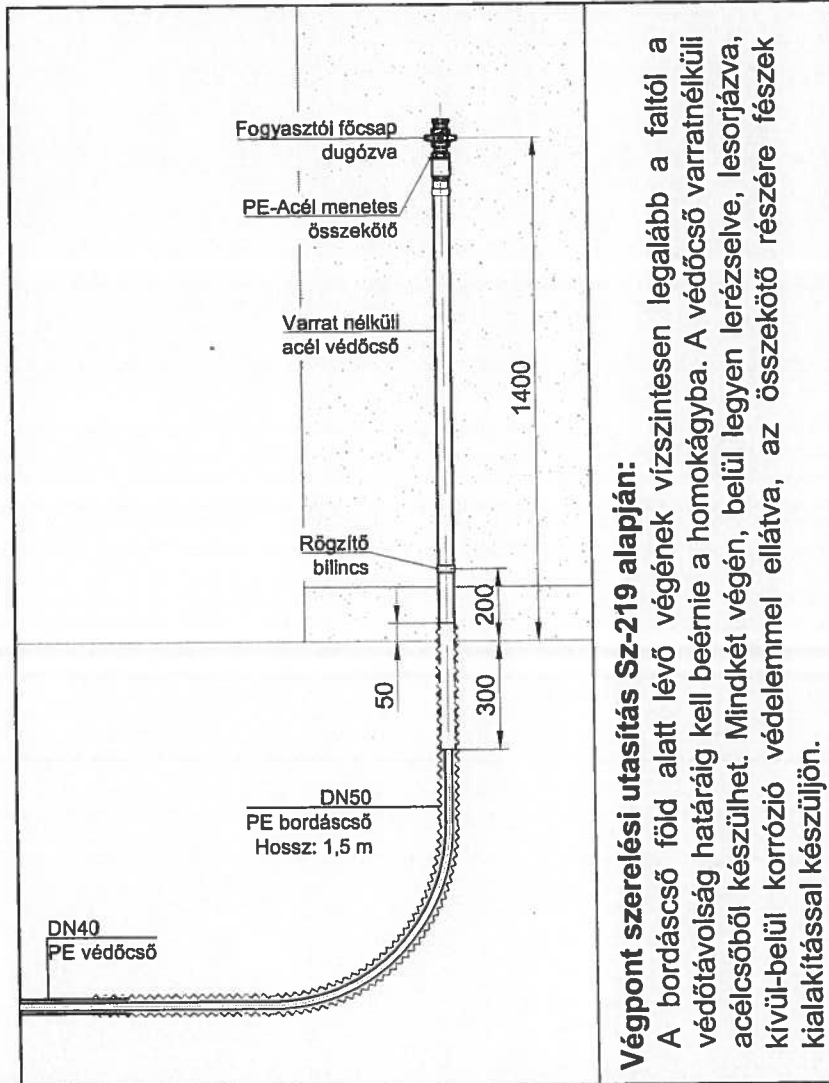 Fogyasztói főcsap
dugózva
PE-Acél menetes
összekötő
Varrat nélküli
acél védőcső
1400
Rögzítő
bilincs
200
50
300
DN50
PE bordáscső
Hossz: 1,5 m
DN40
PE védőcső
Végpont szerelési utasítás Sz-219 alapján:
A bordáscső föld alatt lévő végének vízszintesen legalább a faltól a
védőtávolság határáig kell beérnie a homokágyba. A védőcső varratnélküli
acélcsőből készülhet. Mindkét végén, belül legyen lerézselve, lesorjázva,
kívül-belül korrózió védelemmel ellátva, az összekötő részére fészek
kialakítással készüljön.